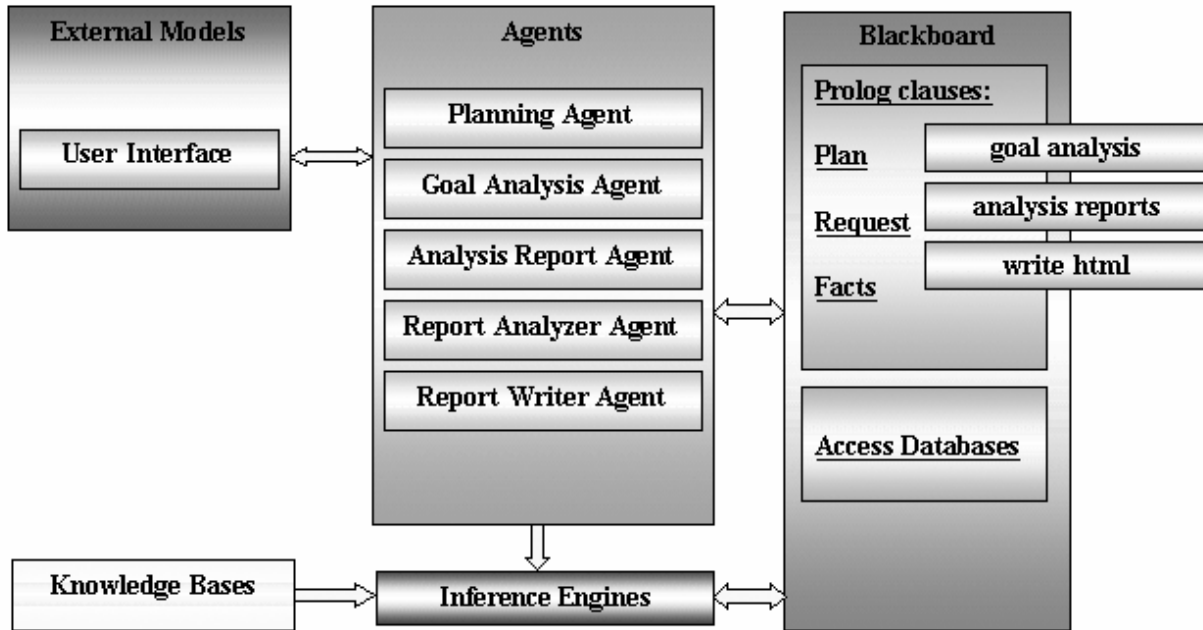 External Models
User Interface
Agents
Planning Agent
Goal Analysis Agent
Analysis Report Agent
Report Analyzer Agent
Report Writer Agent
Blackboard
Prolog clauses:
Plan
goal analysis
analysis reports
Request
write html
Facts
Access Databases
Knowledge Bases
Inference Engines